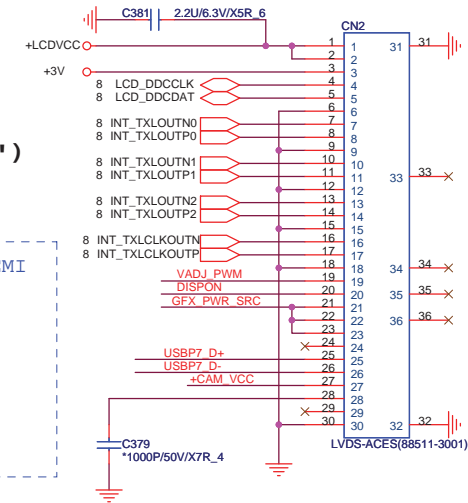 C381 2.2U/6.3V/X5R_6
CN2
+LCDVCC
+3V
8 LCD_DDCCLK
8 LCD_DDCDAT
8 INT_TXLOUTN0
8 INT_TXLOUTP0
8 INT_TXLOUTN1
8 INT_TXLOUTP1
8 INT_TXLOUTN2
8 INT_TXLOUTP2
8 INT_TXLCLKOUTN
8 INT_TXLCLKOUTP
VADJ_PWM
DISPON
GFX_PWR_SRC
USBP7_D+
USBP7_D-
+CAM_VCC
1 1 31 31
2 2
3 3
4 4
5 5
6 6
7 7
8 8
9 9
10 10
11 11 33 33
12 12
13 13
14 14
15 15
16 16
17 17
18 18 34 34
19 19
20 20 35 35
21 21
22 22 36 36
23 23
24 24
25 25
26 26
27 27
28 28
29 29
30 30 32 32
LVDS-ACES(88511-3001)
C379
*1000P/50V/X7R_4
')
EMI